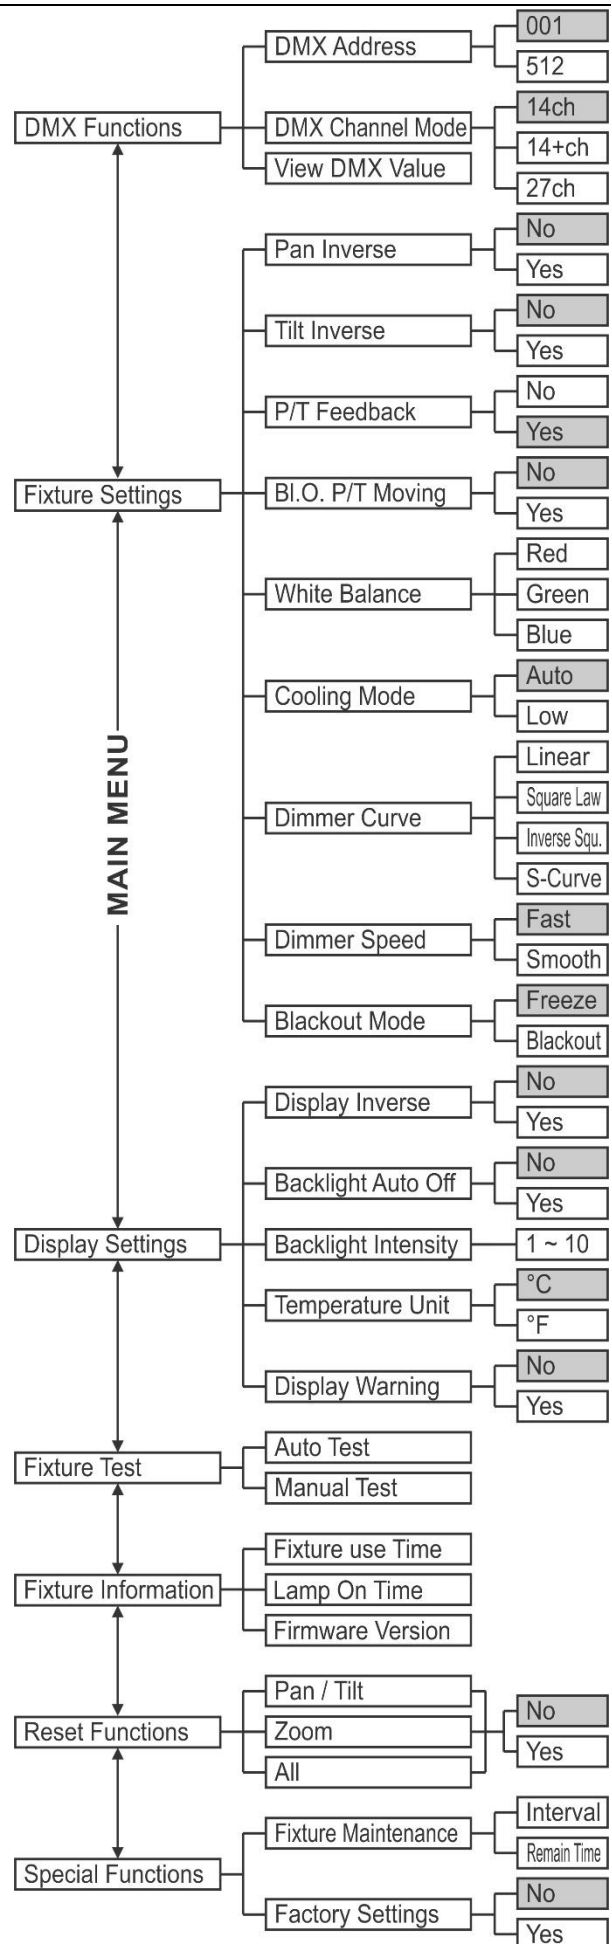 DMX Functions
DMX Address
001
512
DMX Channel Mode
14ch
14+ch
27ch
View DMX Value
MAIN MENU
Fixture Settings
Pan Inverse
No
Yes
Tilt Inverse
No
Yes
P/T Feedback
No
Yes
Bl.O. P/T Moving
No
Yes
White Balance
Red
Green
Blue
Cooling Mode
Auto
Low
Dimmer Curve
Linear
Square Law
Inverse Squ.
S-Curve
Dimmer Speed
Fast
Smooth
Blackout Mode
Freeze
Blackout
Display Settings
Display Inverse
No
Yes
Backlight Auto Off
No
Yes
Backlight Intensity
1 ~ 10
Temperature Unit
°C
°F
Display Warning
No
Yes
Fixture Test
Auto Test
Manual Test
Fixture Information
Fixture use Time
Lamp On Time
Firmware Version
Reset Functions
Pan / Tilt
Zoom
All
No
Yes
Special Functions
Fixture Maintenance
Interval
Remain Time
Factory Settings
No
Yes